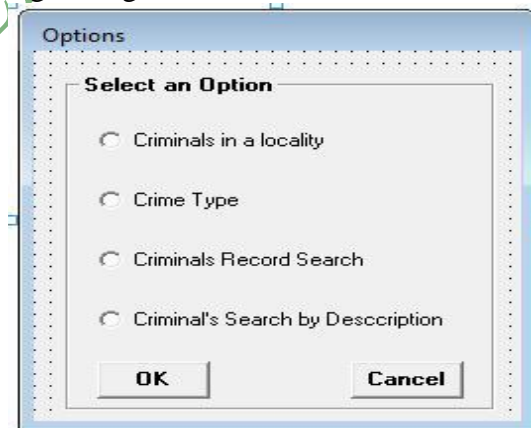 Options
Select an Option
Criminals in a locality
Crime Type
Criminals Record Search
Criminal's Search by Desccription
OK
Cancel